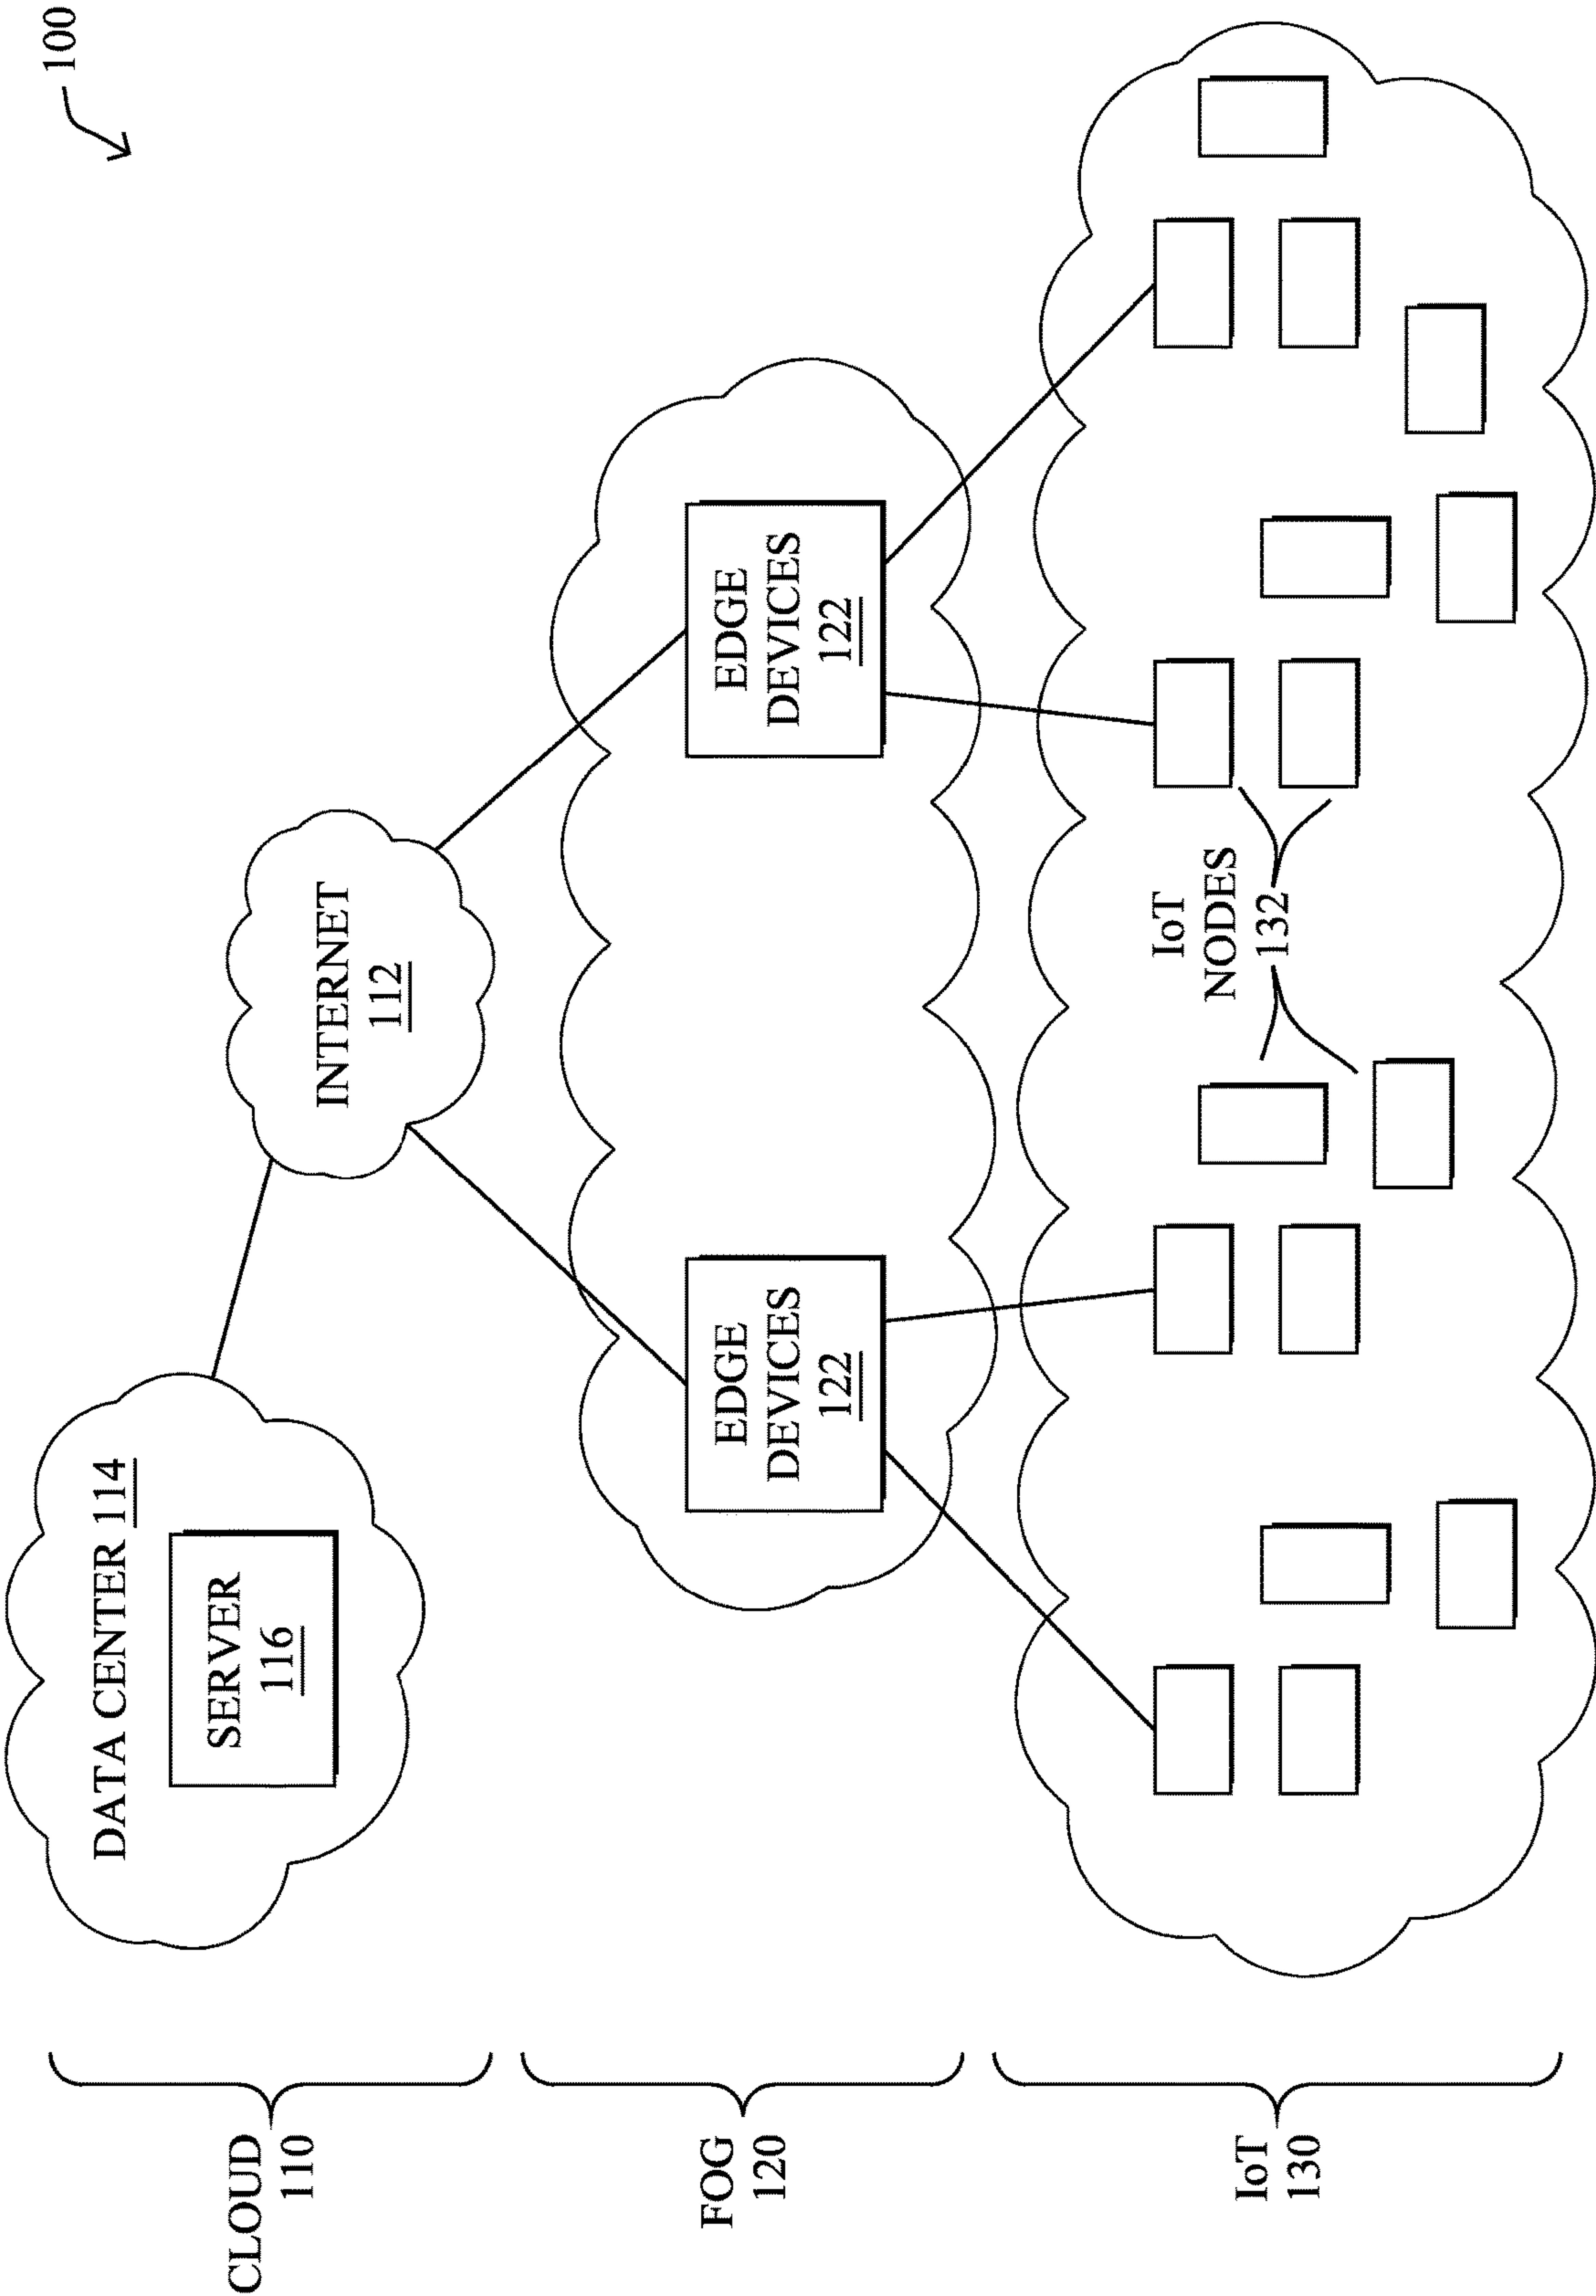 100
CLOUD
110
DATA CENTER 114
SERVER
116
INTERNET
112
FOG
120
EDGE
DEVICES
122
EDGE
DEVICES
122
IoT
130
IoT
NODES
132